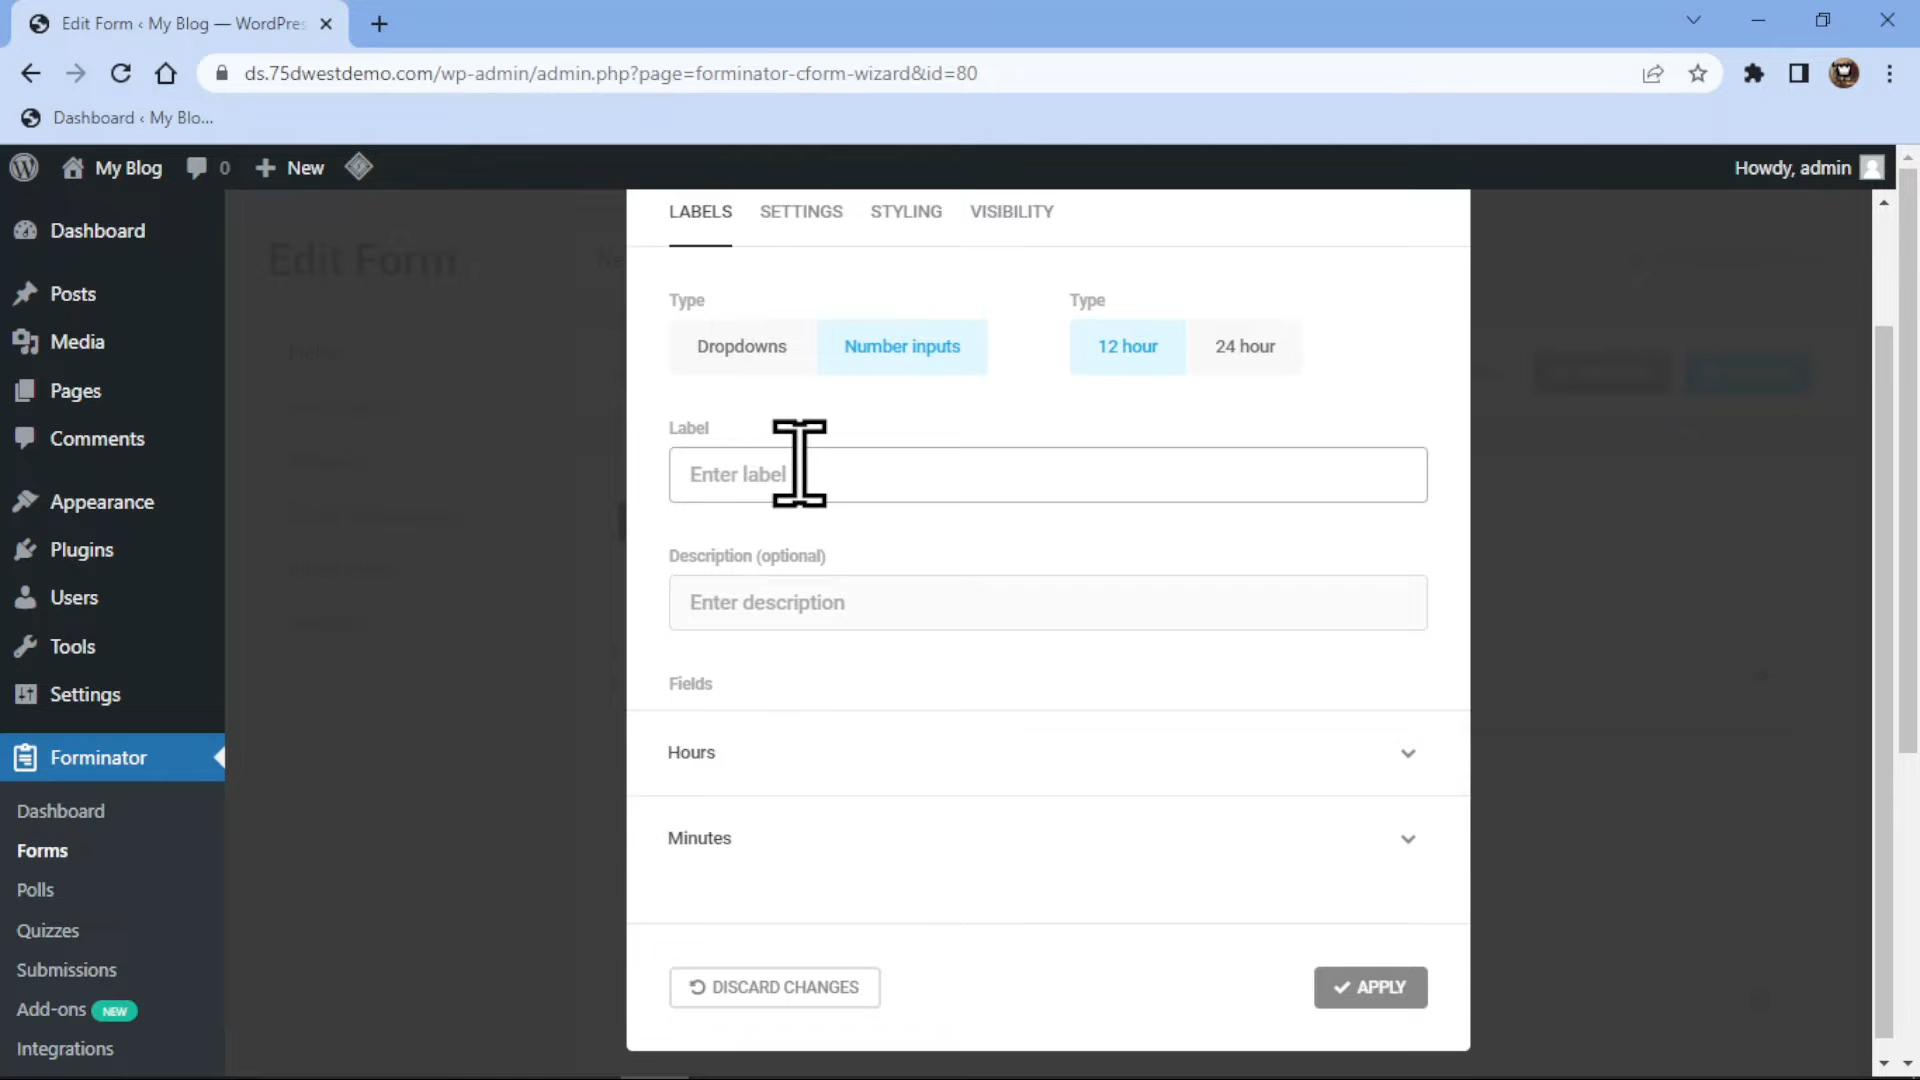 Edit Form ‹ My Blog — WordPres
ds.75dwestdemo.com/wp-admin/admin.php?page=forminator-cform-wizard&id=80
Dashboard ‹ My Blo...
My Blog
0
New
Howdy, admin
Dashboard
Posts
Media
Pages
Comments
Appearance
Plugins
Users
Tools
Settings
Forminator
Dashboard
Forms
Polls
Quizzes
Submissions
Add-ons NEW
Integrations
Edit Form
LABELS SETTINGS STYLING VISIBILITY
Type Type
Dropdowns Number inputs 12 hour 24 hour
Label
Enter label
Description (optional)
Enter description
Fields
Hours
Minutes
DISCARD CHANGES APPLY